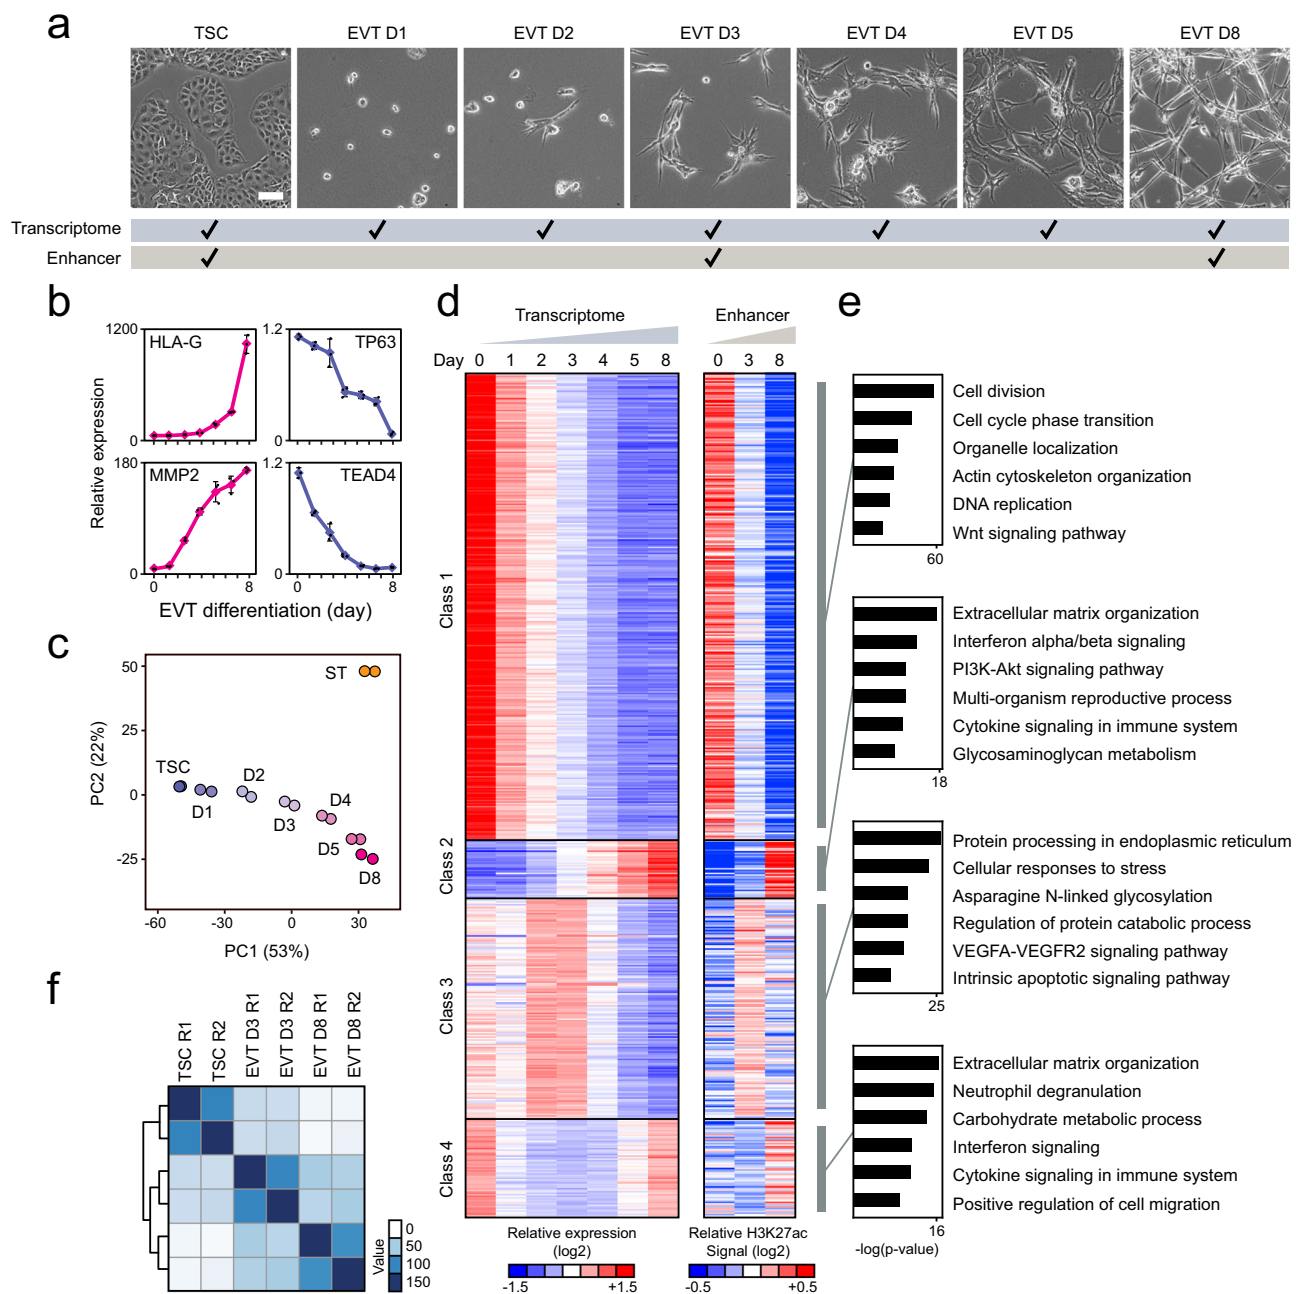 a
TSC EVT D1 EVT D2 EVT D3 EVT D4 EVT D5 EVT D8
Transcriptome
Enhancer
b
Relative expression
1200
HLA-G
0
1.2
TP63
0
180
MMP2
0
1.2
TEAD4
0
0 8 0 8
EVT differentiation (day)
c
PC2 (22%)
50
25
0
-25
ST
TSC
D1
D2
D3
D4
D5
D8
-60 -30 0 30
PC1 (53%)
d
Transcriptome Enhancer
Day 0 1 2 3 4 5 8 0 3 8
Class 1
Class 2
Class 3
Class 4
Relative expression
(log2)
-1.5 +1.5
Relative H3K27ac
Signal (log2)
-0.5 +0.5
e
Cell division
Cell cycle phase transition
Organelle localization
Actin cytoskeleton organization
DNA replication
Wnt signaling pathway
60
Extracellular matrix organization
Interferon alpha/beta signaling
PI3K-Akt signaling pathway
Multi-organism reproductive process
Cytokine signaling in immune system
Glycosaminoglycan metabolism
18
Protein processing in endoplasmic reticulum
Cellular responses to stress
Asparagine N-linked glycosylation
Regulation of protein catabolic process
VEGFA-VEGFR2 signaling pathway
Intrinsic apoptotic signaling pathway
25
Extracellular matrix organization
Neutrophil degranulation
Carbohydrate metabolic process
Interferon signaling
Cytokine signaling in immune system
Positive regulation of cell migration
16
-log(p-value)
f
TSC R1
TSC R2
EVT D3 R1
EVT D3 R2
EVT D8 R1
EVT D8 R2
Value
0
50
100
150